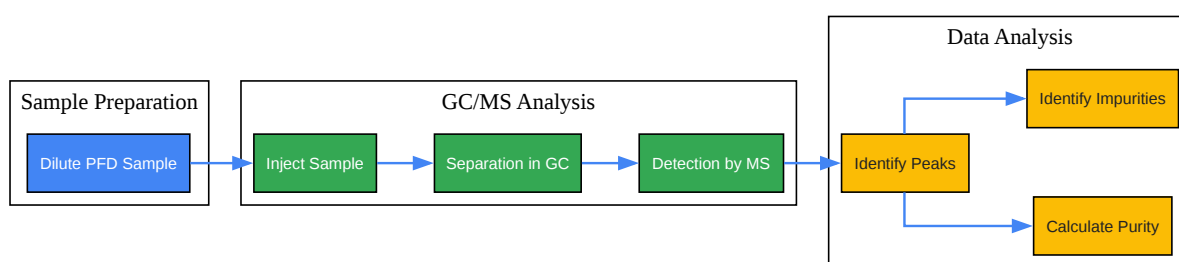 Sample Preparation
Dilute PFD Sample
GC/MS Analysis
Inject Sample
Separation in GC
Detection by MS
Data Analysis
Identify Peaks
Identify Impurities
Calculate Purity